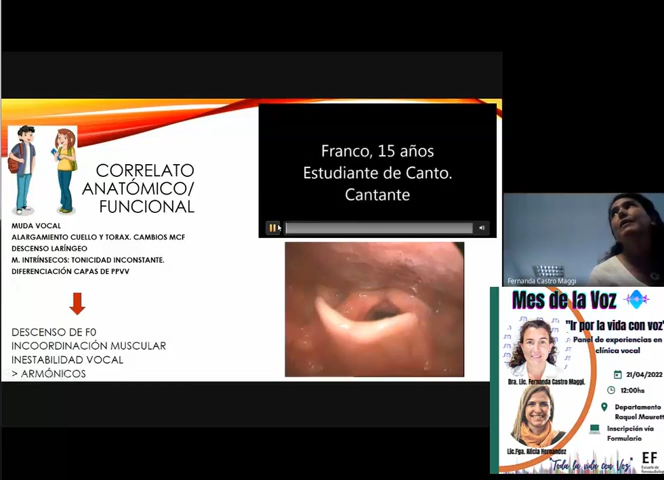 CORRELATO
ANATÓMICO/
FUNCIONAL
MUDA VOCAL
ALARGAMIENTO CUELLO Y TORAX. CAMBIOS MCF
DESCENSO LARÍNGEO
M. INTRÍNSECOS: TONICIDAD INCONSTANTE.
DIFERENCIACIÓN CAPAS DE PPVV
DESCENSO DE F0
INCOORDINACIÓN MUSCULAR
INESTABILIDAD VOCAL
> ARMÓNICOS
Franco, 15 años
Estudiante de Canto.
Cantante
Fernanda Castro Maggi
Mes de la Voz
"Ir por la vida con voz"
Panel de experiencias en
clínica vocal
Dra. Lic. Fernanda Castro Maggi.
21/04/2022
12:00hs
Departamento
Raquel Maurett
Inscripción vía
Formulario
Lic.Fga. Alicia Hernandez
"Toda la vida con Voz"
EF